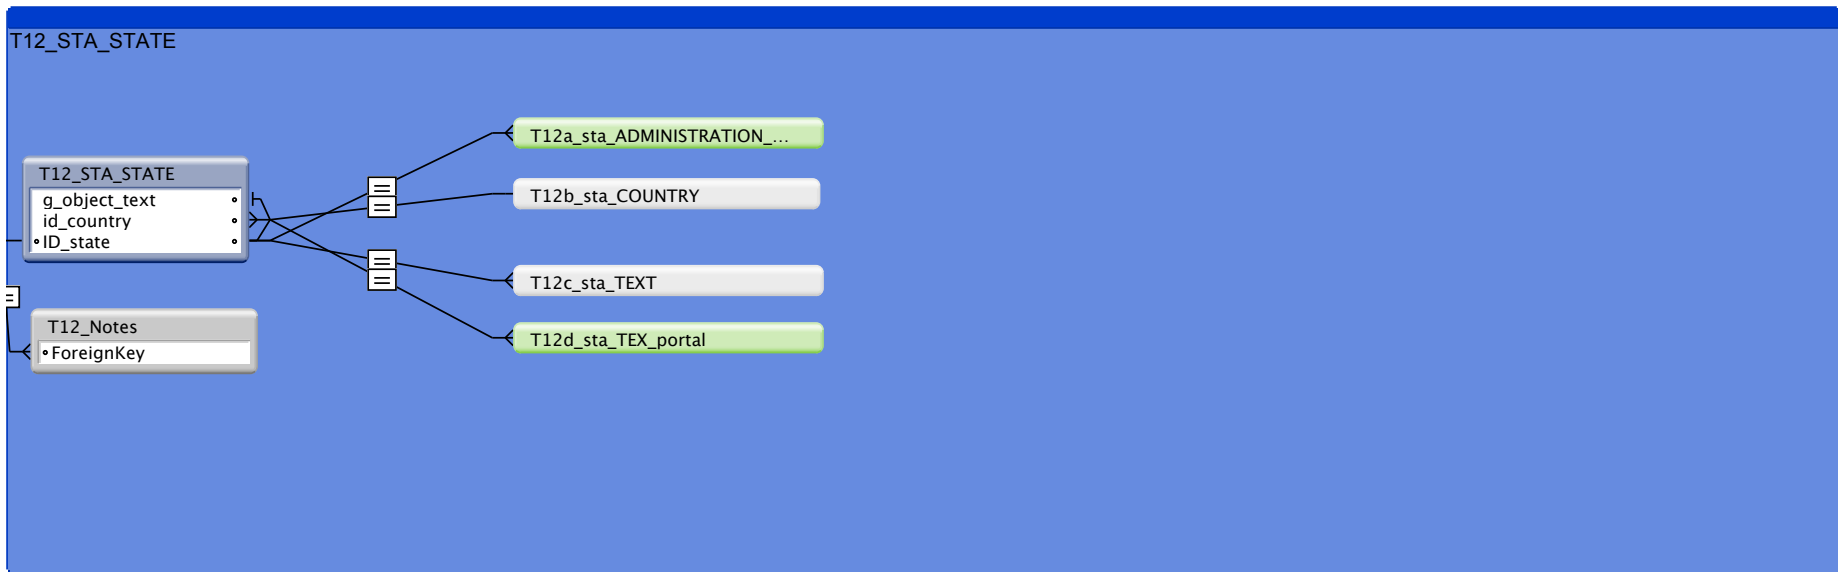 T12_STA_STATE
T12a_sta_ADMINISTRATION_...
T12_STA_STATE
g_object_text
id_country
ID_state
T12b_sta_COUNTRY
T12c_sta_TEXT
T12_Notes
ForeignKey
T12d_sta_TEX_portal